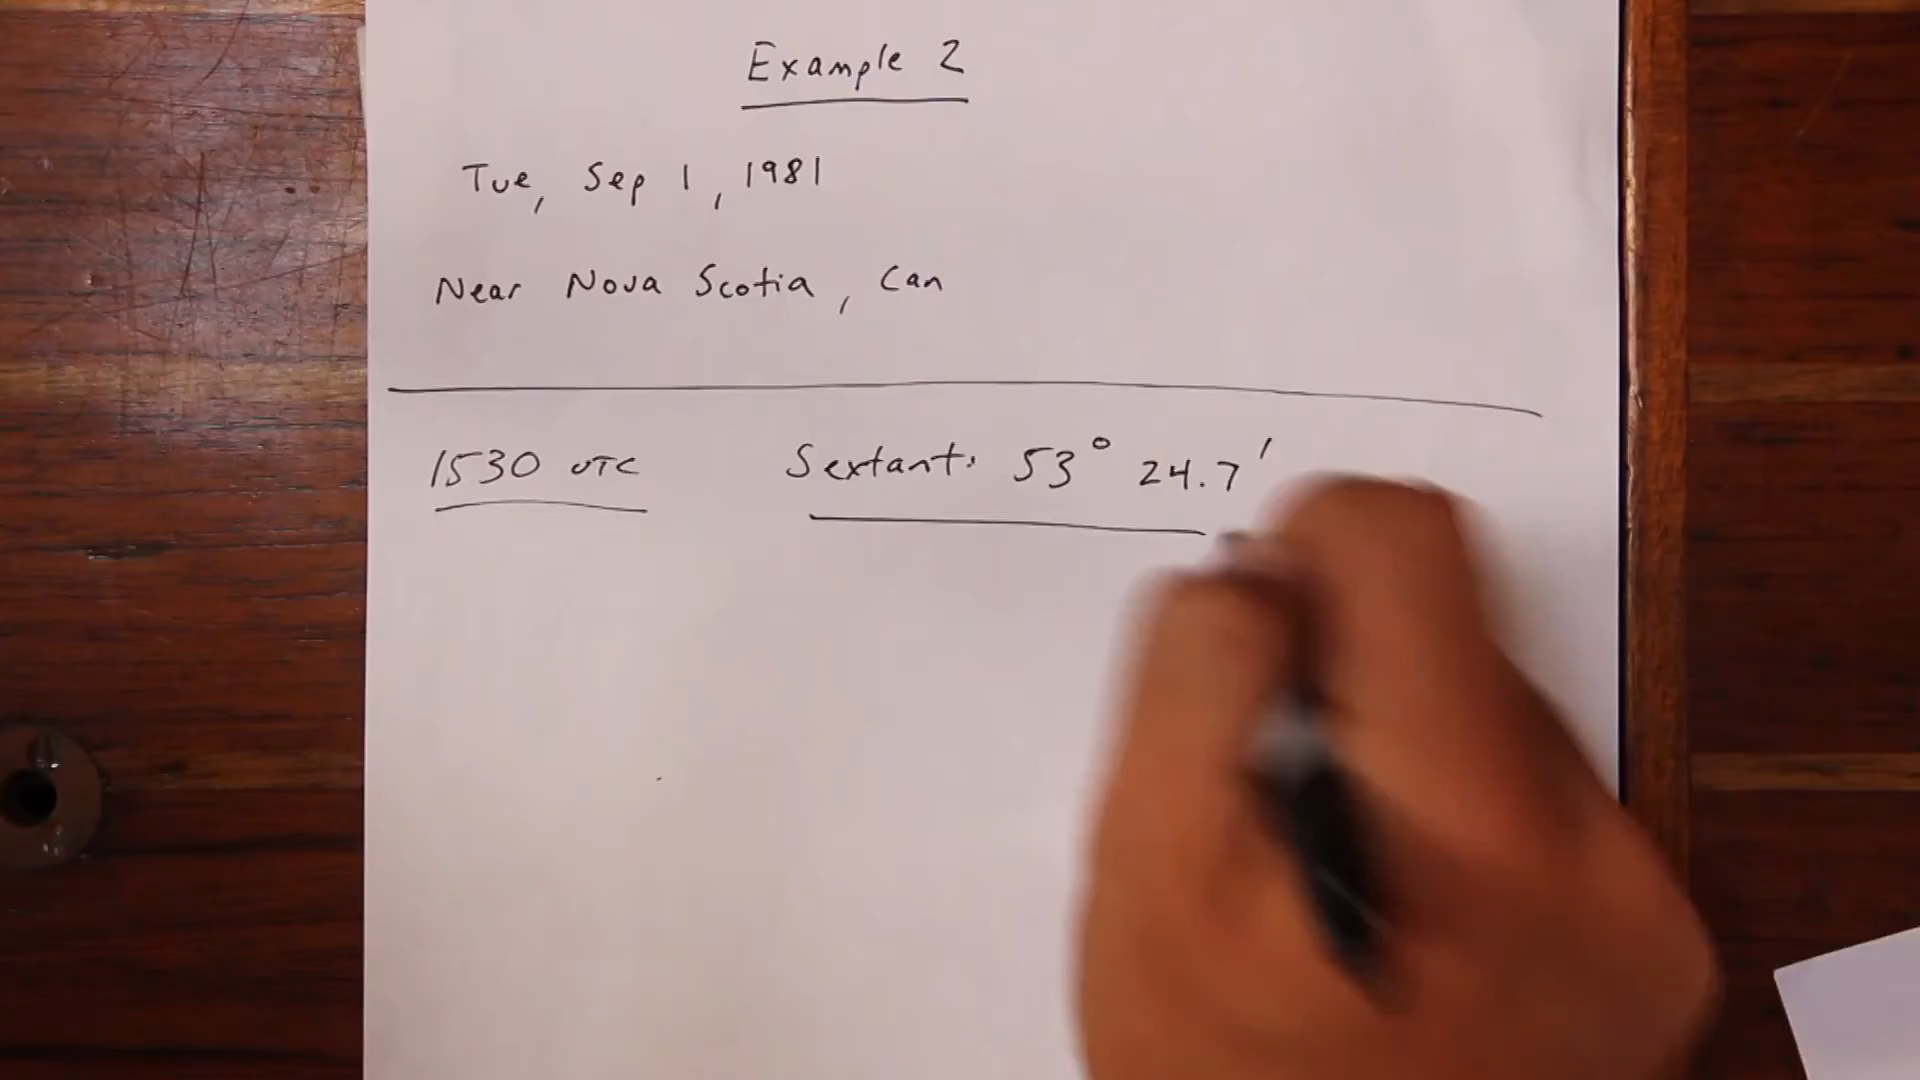 Example 2
Tue, Sep 1, 1981
Near Nova Scotia, Can
1530 UTC Sextant: 53° 24.7'